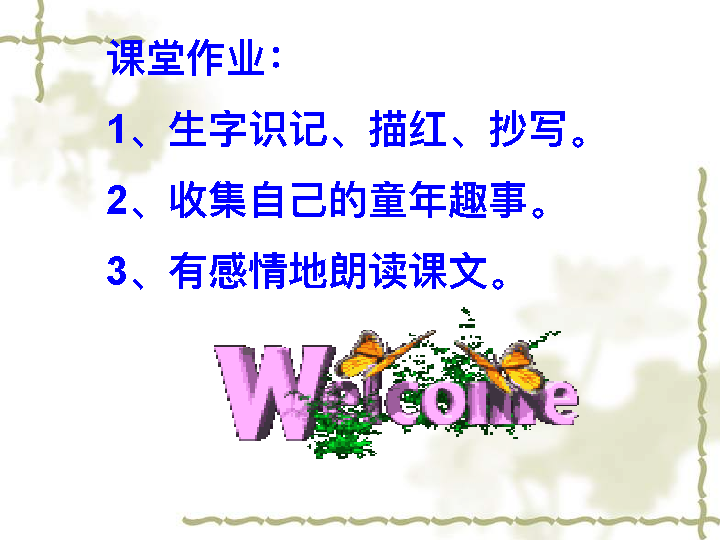 课堂作业：
1、生字识记、描红、抄写。
2、收集自己的童年趣事。
3、有感情地朗读课文。
Welcome